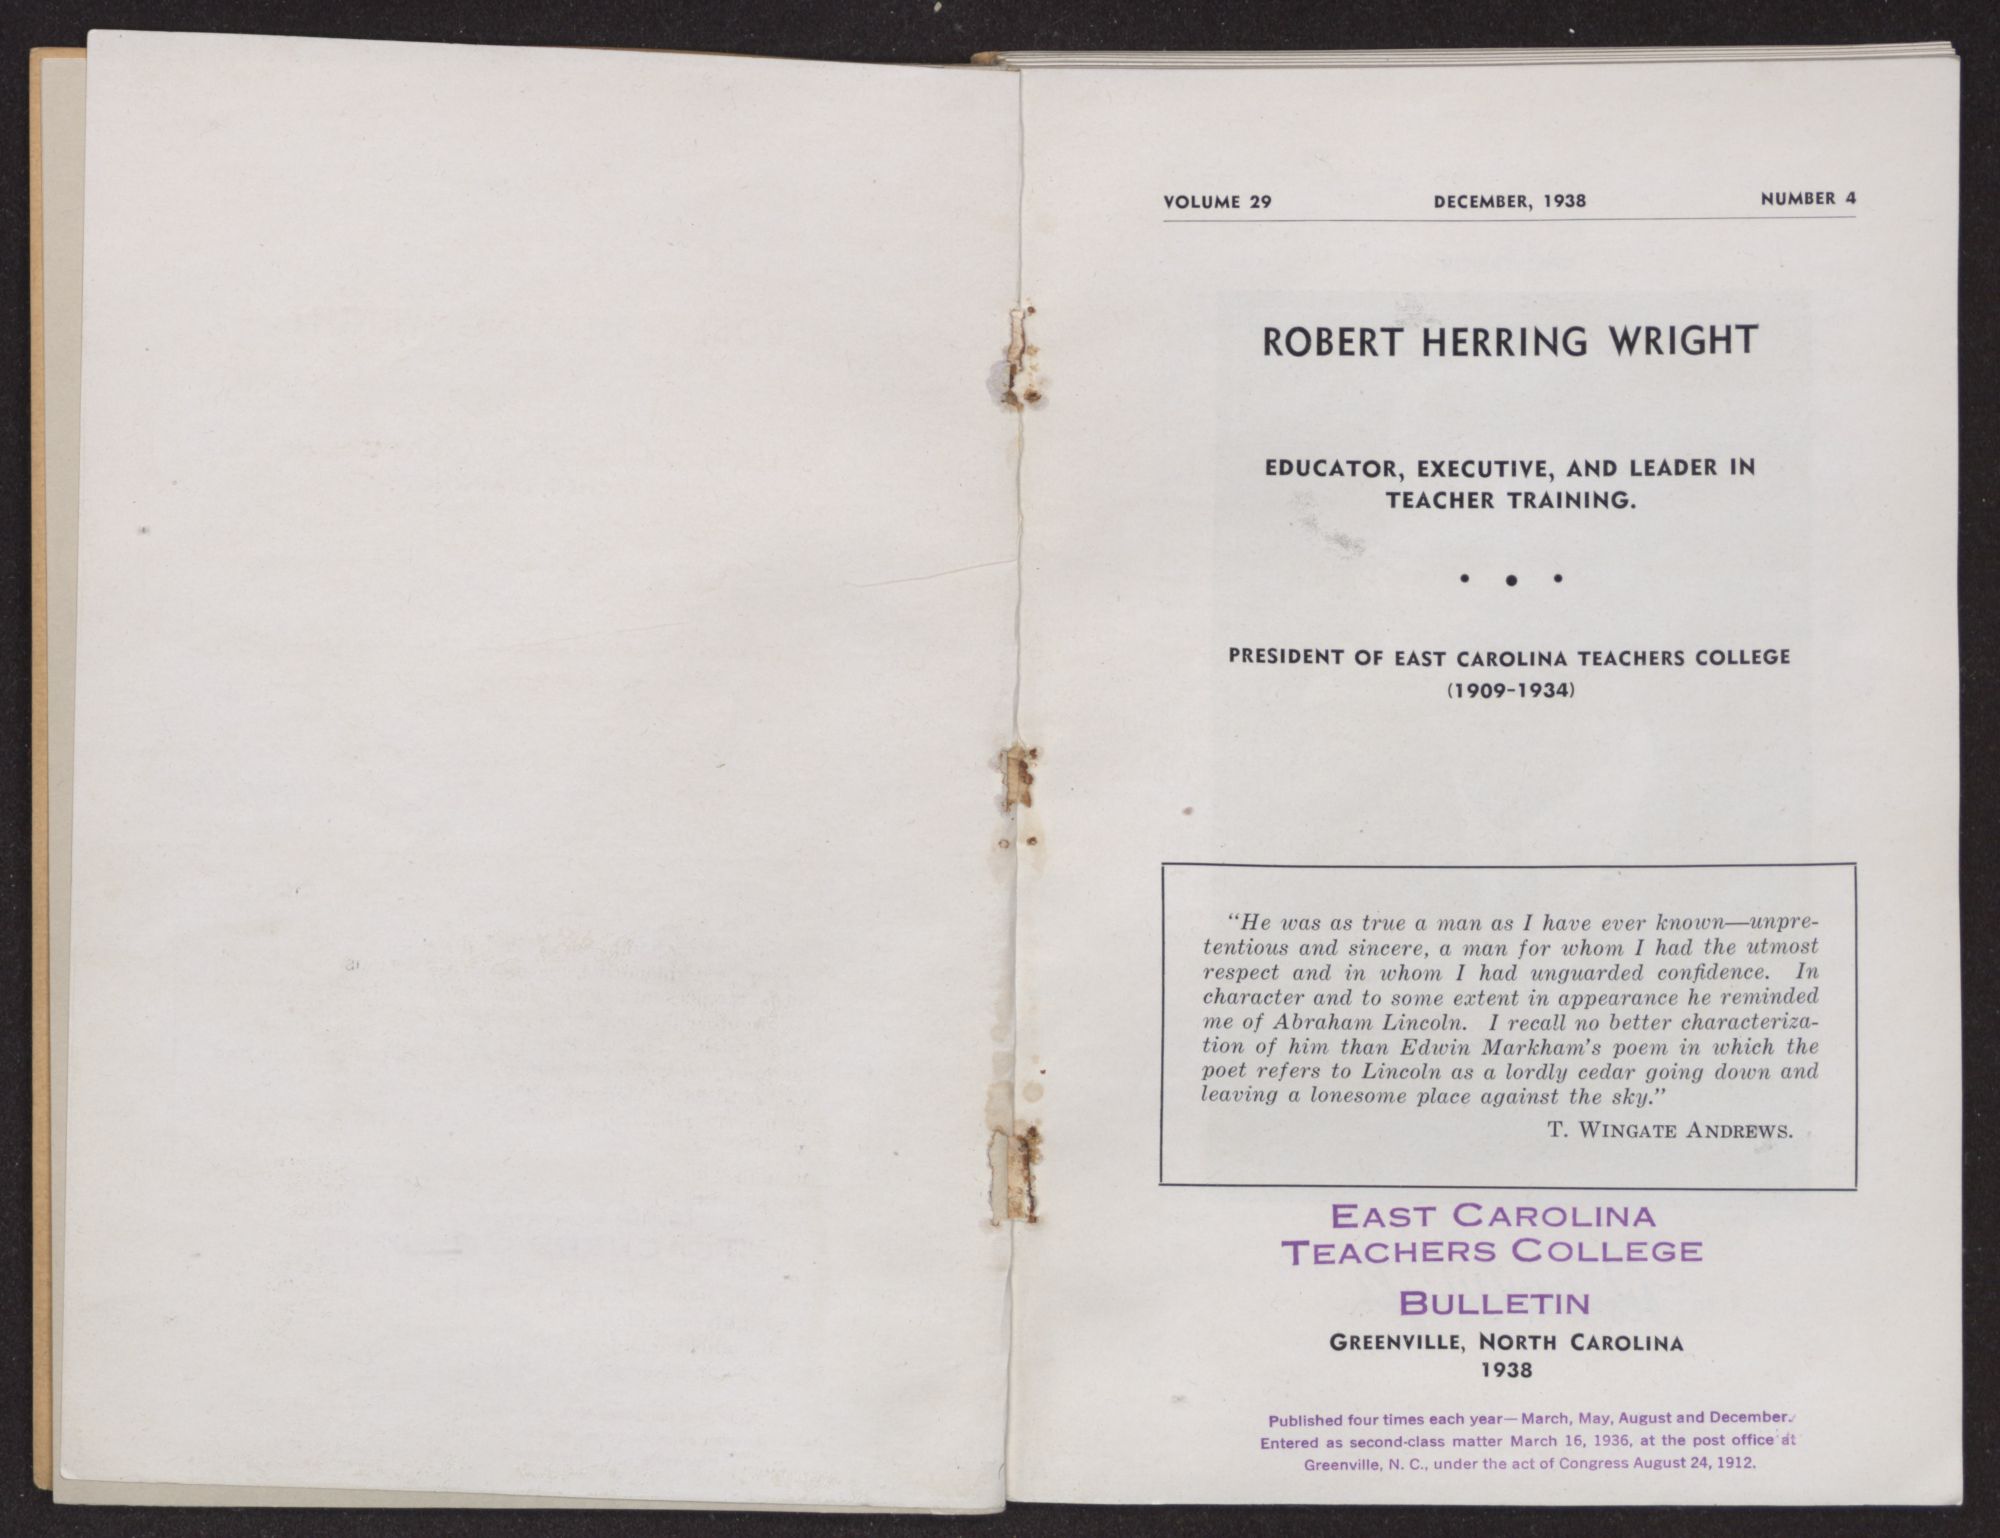 VOLUME 29 DECEMBER, 1938 NUMBER 4
ROBERT HERRING WRIGHT
EDUCATOR, EXECUTIVE, AND LEADER IN
TEACHER TRAINING.
• • •
PRESIDENT OF EAST CAROLINA TEACHERS COLLEGE
(1909-1934)
“He was as true a man as I have ever known—unpre-
tentious and sincere, a man for whom I had the utmost
respect and in whom I had unguarded confidence. In
character and to some extent in appearance he reminded
me of Abraham Lincoln. I recall no better characteriza-
tion of him than Edwin Markham's poem in which the
poet refers to Lincoln as a lordly cedar going down and
leaving a lonesome place against the sky.”
T. WINGATE ANDREWS.
EAST CAROLINA
TEACHERS COLLEGE
BULLETIN
GREENVILLE, NORTH CAROLINA
1938
Published four times each year—March, May, August and December.
Entered as second-class matter March 16, 1936, at the post office at
Greenville, N. C., under the act of Congress August 24, 1912.